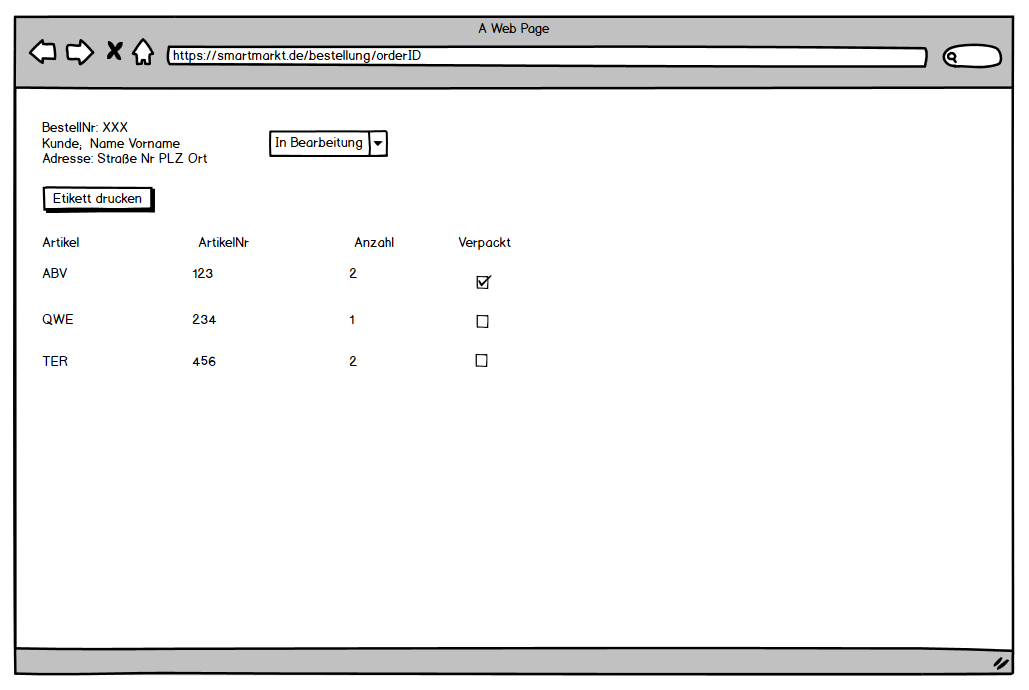 A Web Page
https://smartmarkt.de/bestellung/orderID
BestellNr: XXX
Kunde; Name Vorname
Adresse: Straße Nr PLZ Ort
In Bearbeitung
Etikett drucken
Artikel ArtikelNr Anzahl Verpackt
ABV 123 2
QWE 234 1
TER 456 2